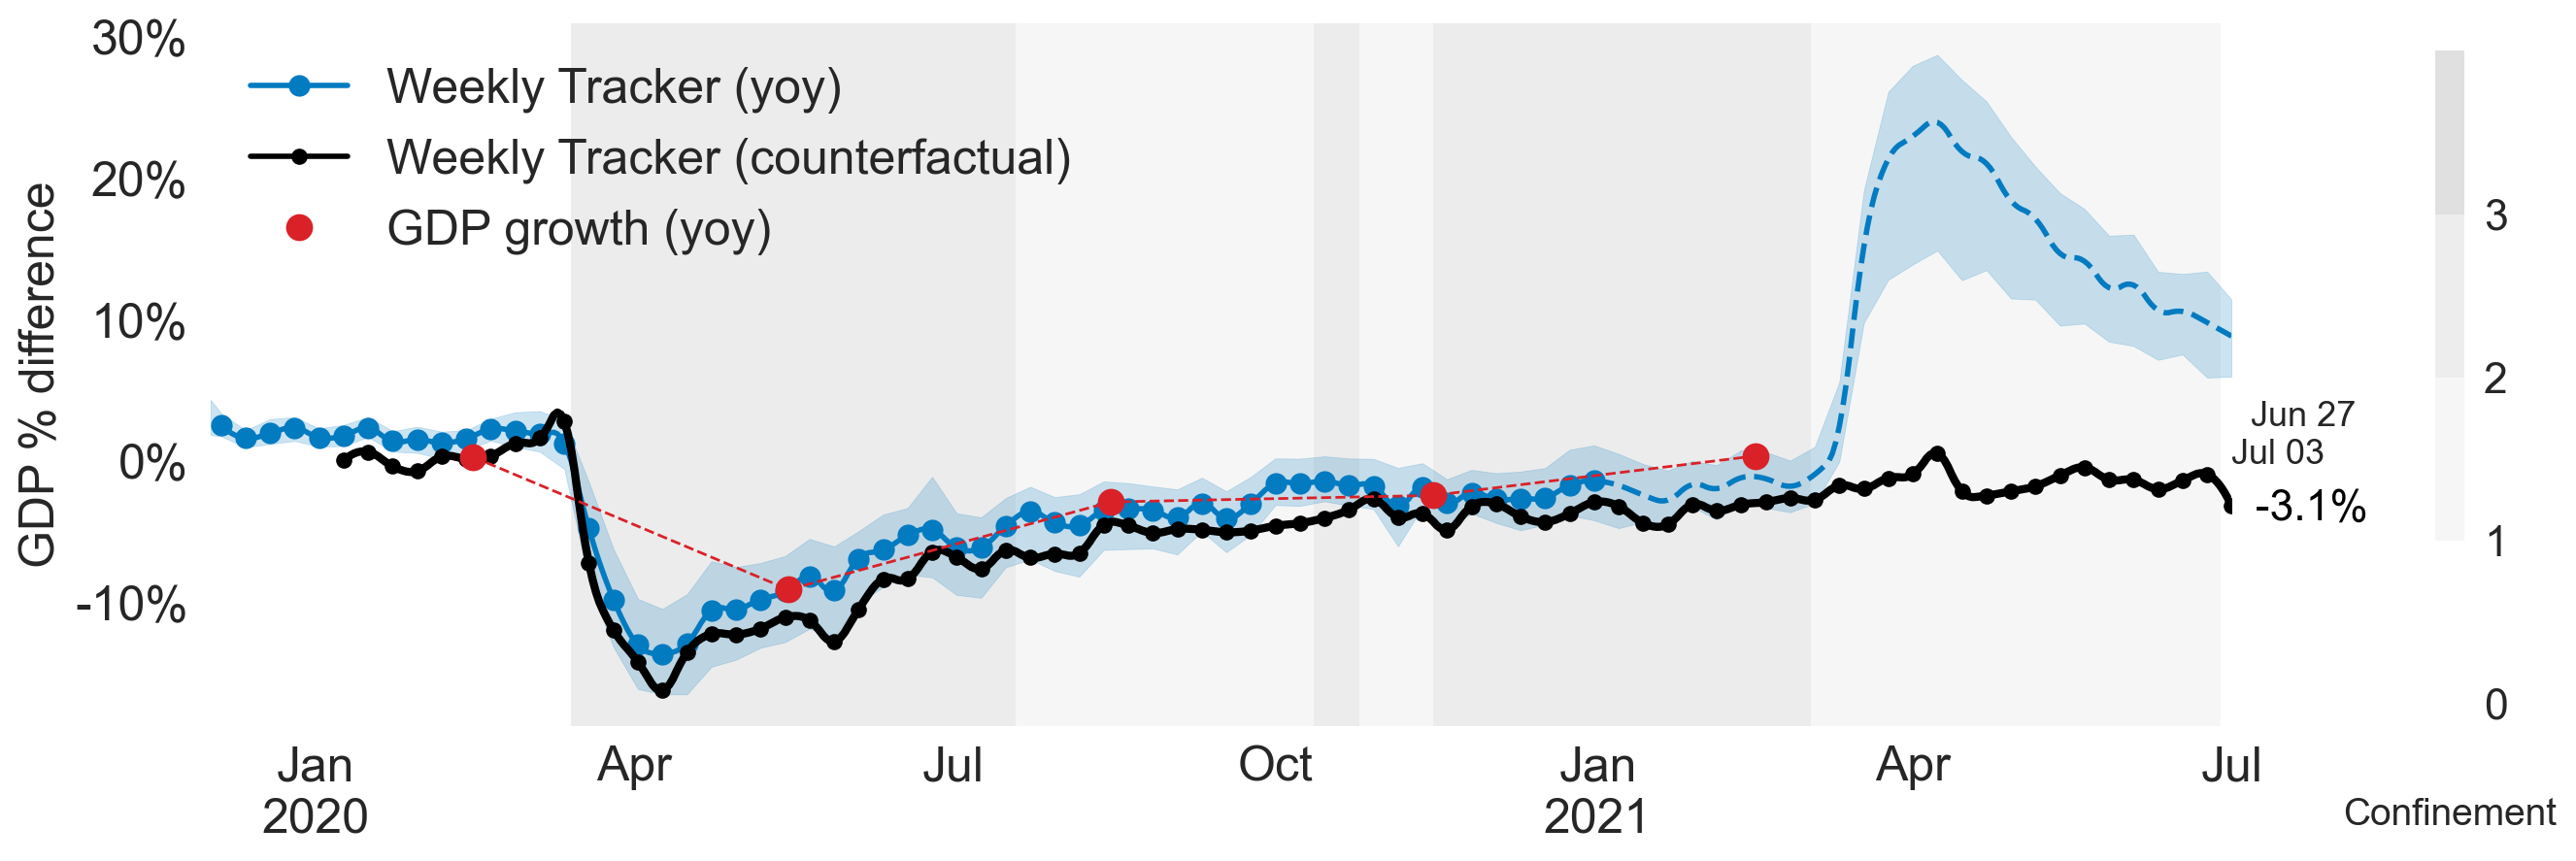 30%
20%
10%
0%
-10%
GDP % difference
Weekly Tracker (yoy)
Weekly Tracker (counterfactual)
GDP growth (yoy)
Jun 27
Jul 03
-3.1%
3
2
1
0
Jan
2020
Apr
Jul
Oct
Jan
2021
Apr
Jul
Confinement